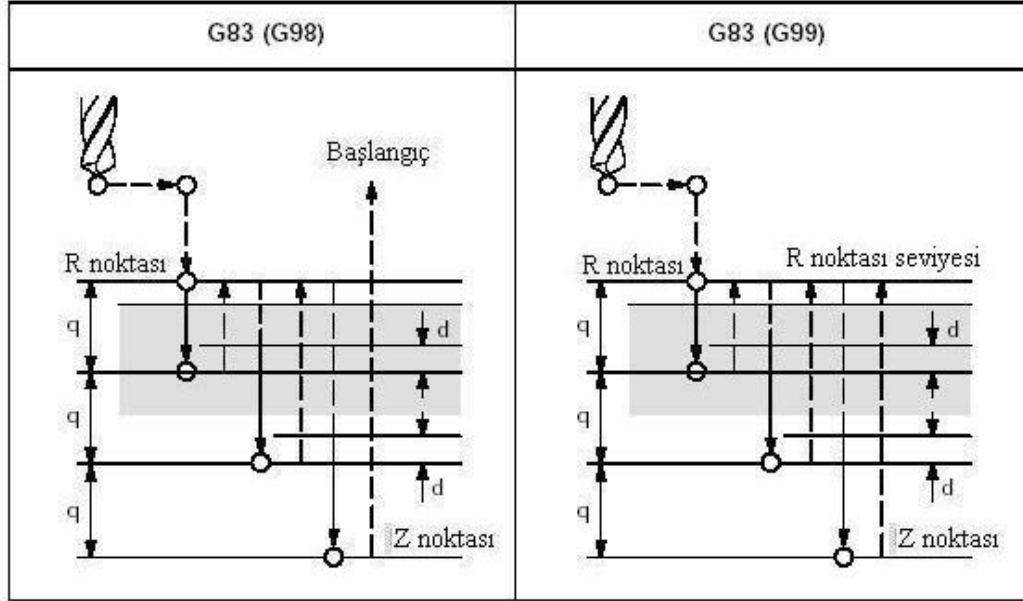 G83 (G98)
G83 (G99)
Başlangıç
R noktası
q
d
q
d
q
Z noktası
R noktası
R noktası seviyesi
q
d
q
d
q
Z noktası